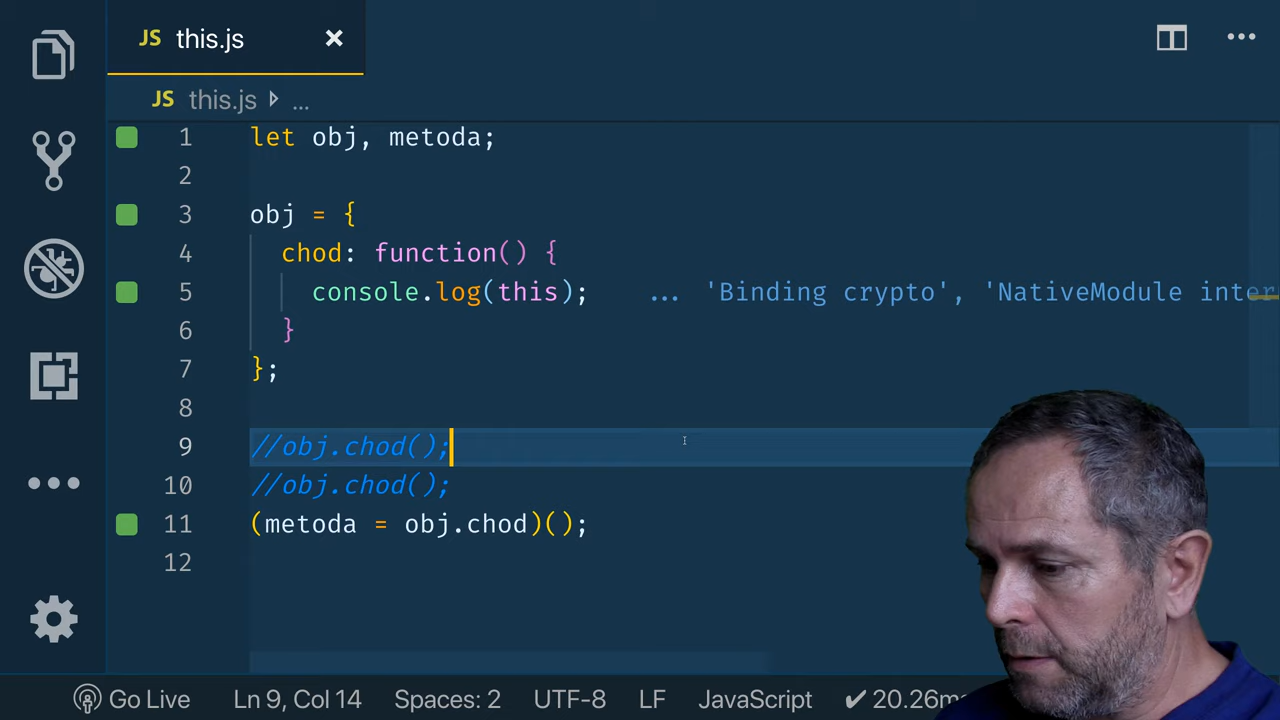 JS this.js
JS this.js ...
1 let obj, metoda;
2
3 obj = {
4 chod: function() {
5 console.log(this); ... 'Binding crypto', 'NativeModule inter
6 }
7 };
8
9 //obj.chod();
10 //obj.chod();
11 (metoda = obj.chod)();
12
Go Live Ln 9, Col 14 Spaces: 2 UTF-8 LF JavaScript ✔ 20.26m